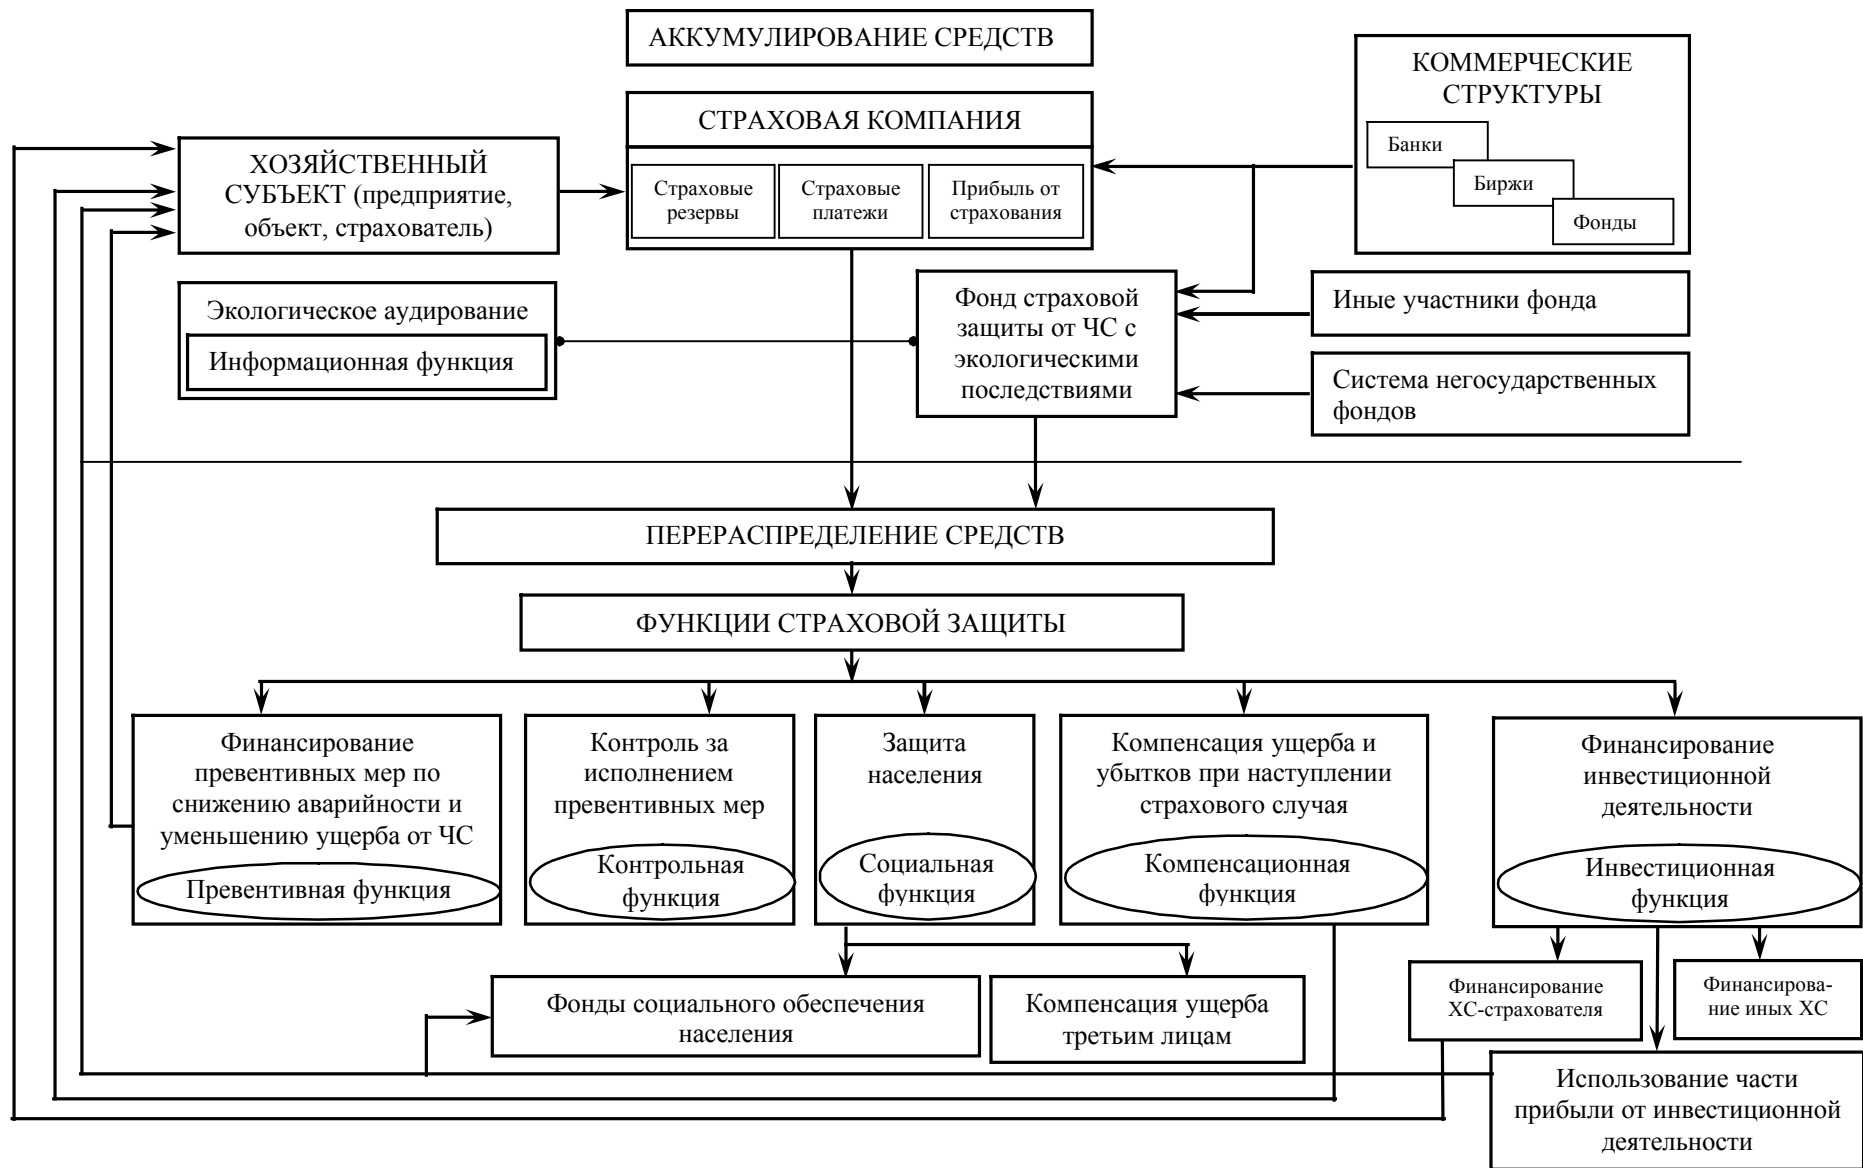 АККУМУЛИРОВАНИЕ СРЕДСТВ
КОММЕРЧЕСКИЕ
СТРУКТУРЫ
Банки
Биржи
Фонды
СТРАХОВАЯ КОМПАНИЯ
Страховые
резервы
Страховые
платежи
Прибыль от
страхования
ХОЗЯЙСТВЕННЫЙ
СУБЪЕКТ (предприятие,
объект, страхователь)
Экологическое аудирование
Информационная функция
Фонд страховой
защиты от ЧС с
экологическими
последствиями
Иные участники фонда
Система негосударственных
фондов
ПЕРЕРАСПРЕДЕЛЕНИЕ СРЕДСТВ
ФУНКЦИИ СТРАХОВОЙ ЗАЩИТЫ
Финансирование
превентивных мер по
снижению аварийности и
уменьшению ущерба от ЧС
Превентивная функция
Контроль за
исполнением
превентивных мер
Контрольная
функция
Защита
населения
Социальная
функция
Компенсация ущерба и
убытков при наступлении
страхового случая
Компенсационная
функция
Финансирование
инвестиционной
деятельности
Инвестиционная
функция
Фонды социального обеспечения
населения
Компенсация ущерба
третьим лицам
Финансирование
ХС-страхователя
Финансирова-
ние иных ХС
Использование части
прибыли от инвестиционной
деятельности